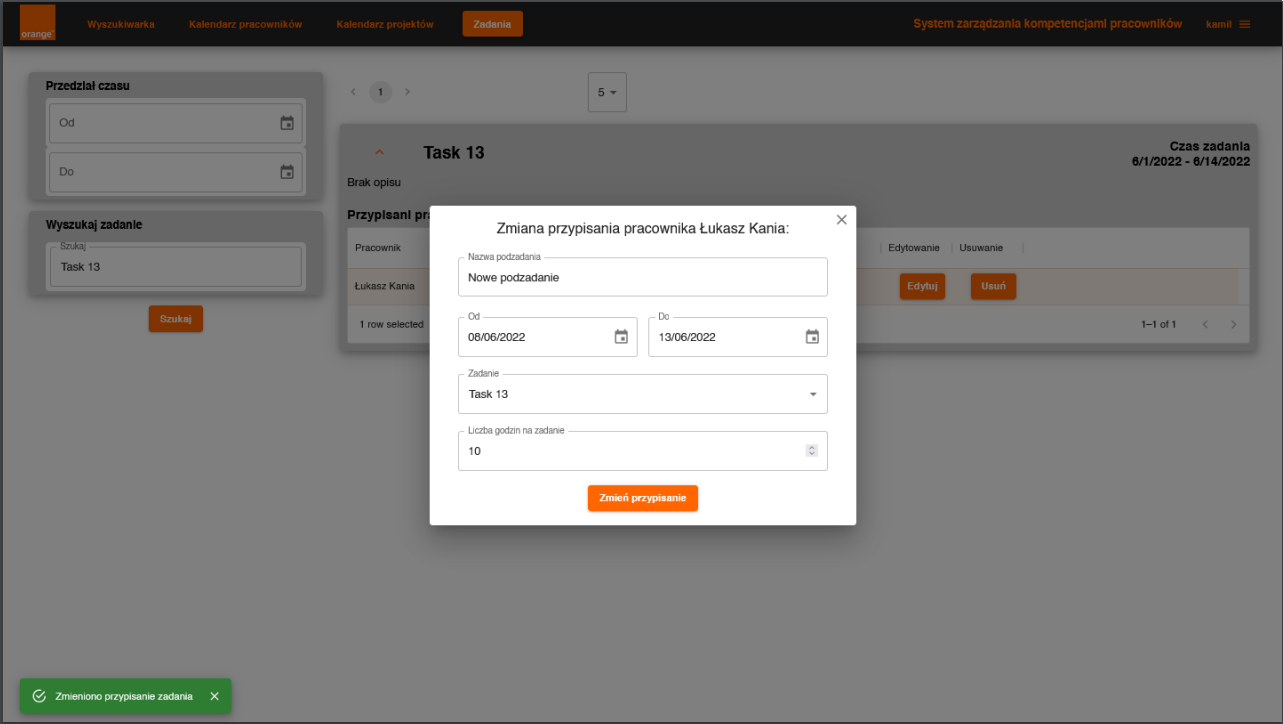 orange
Wyszukiwarka
Kalendarz pracowników
Kalendarz projektów
Zadania
System zarządzania kompetencjami pracowników
kamil
Przedział czasu
Od
Do
Wyszukaj zadanie
Szukaj
Task 13
Szukaj
1
5
Task 13
Czas zadania
6/1/2022 - 6/14/2022
Brak opisu
Przypisani
Pracownik
Edytowanie
Usuwanie
Łukasz Kania
Edytuj
Usuń
1 row selected
1–1 of 1
Zmiana przypisania pracownika Łukasz Kania:
Nazwa podzadania
Nowe podzadanie
Od
08/06/2022
Do
13/06/2022
Zadanie
Task 13
Liczba godzin na zadanie
10
Zmień przypisanie
Zmieniono przypisanie zadania